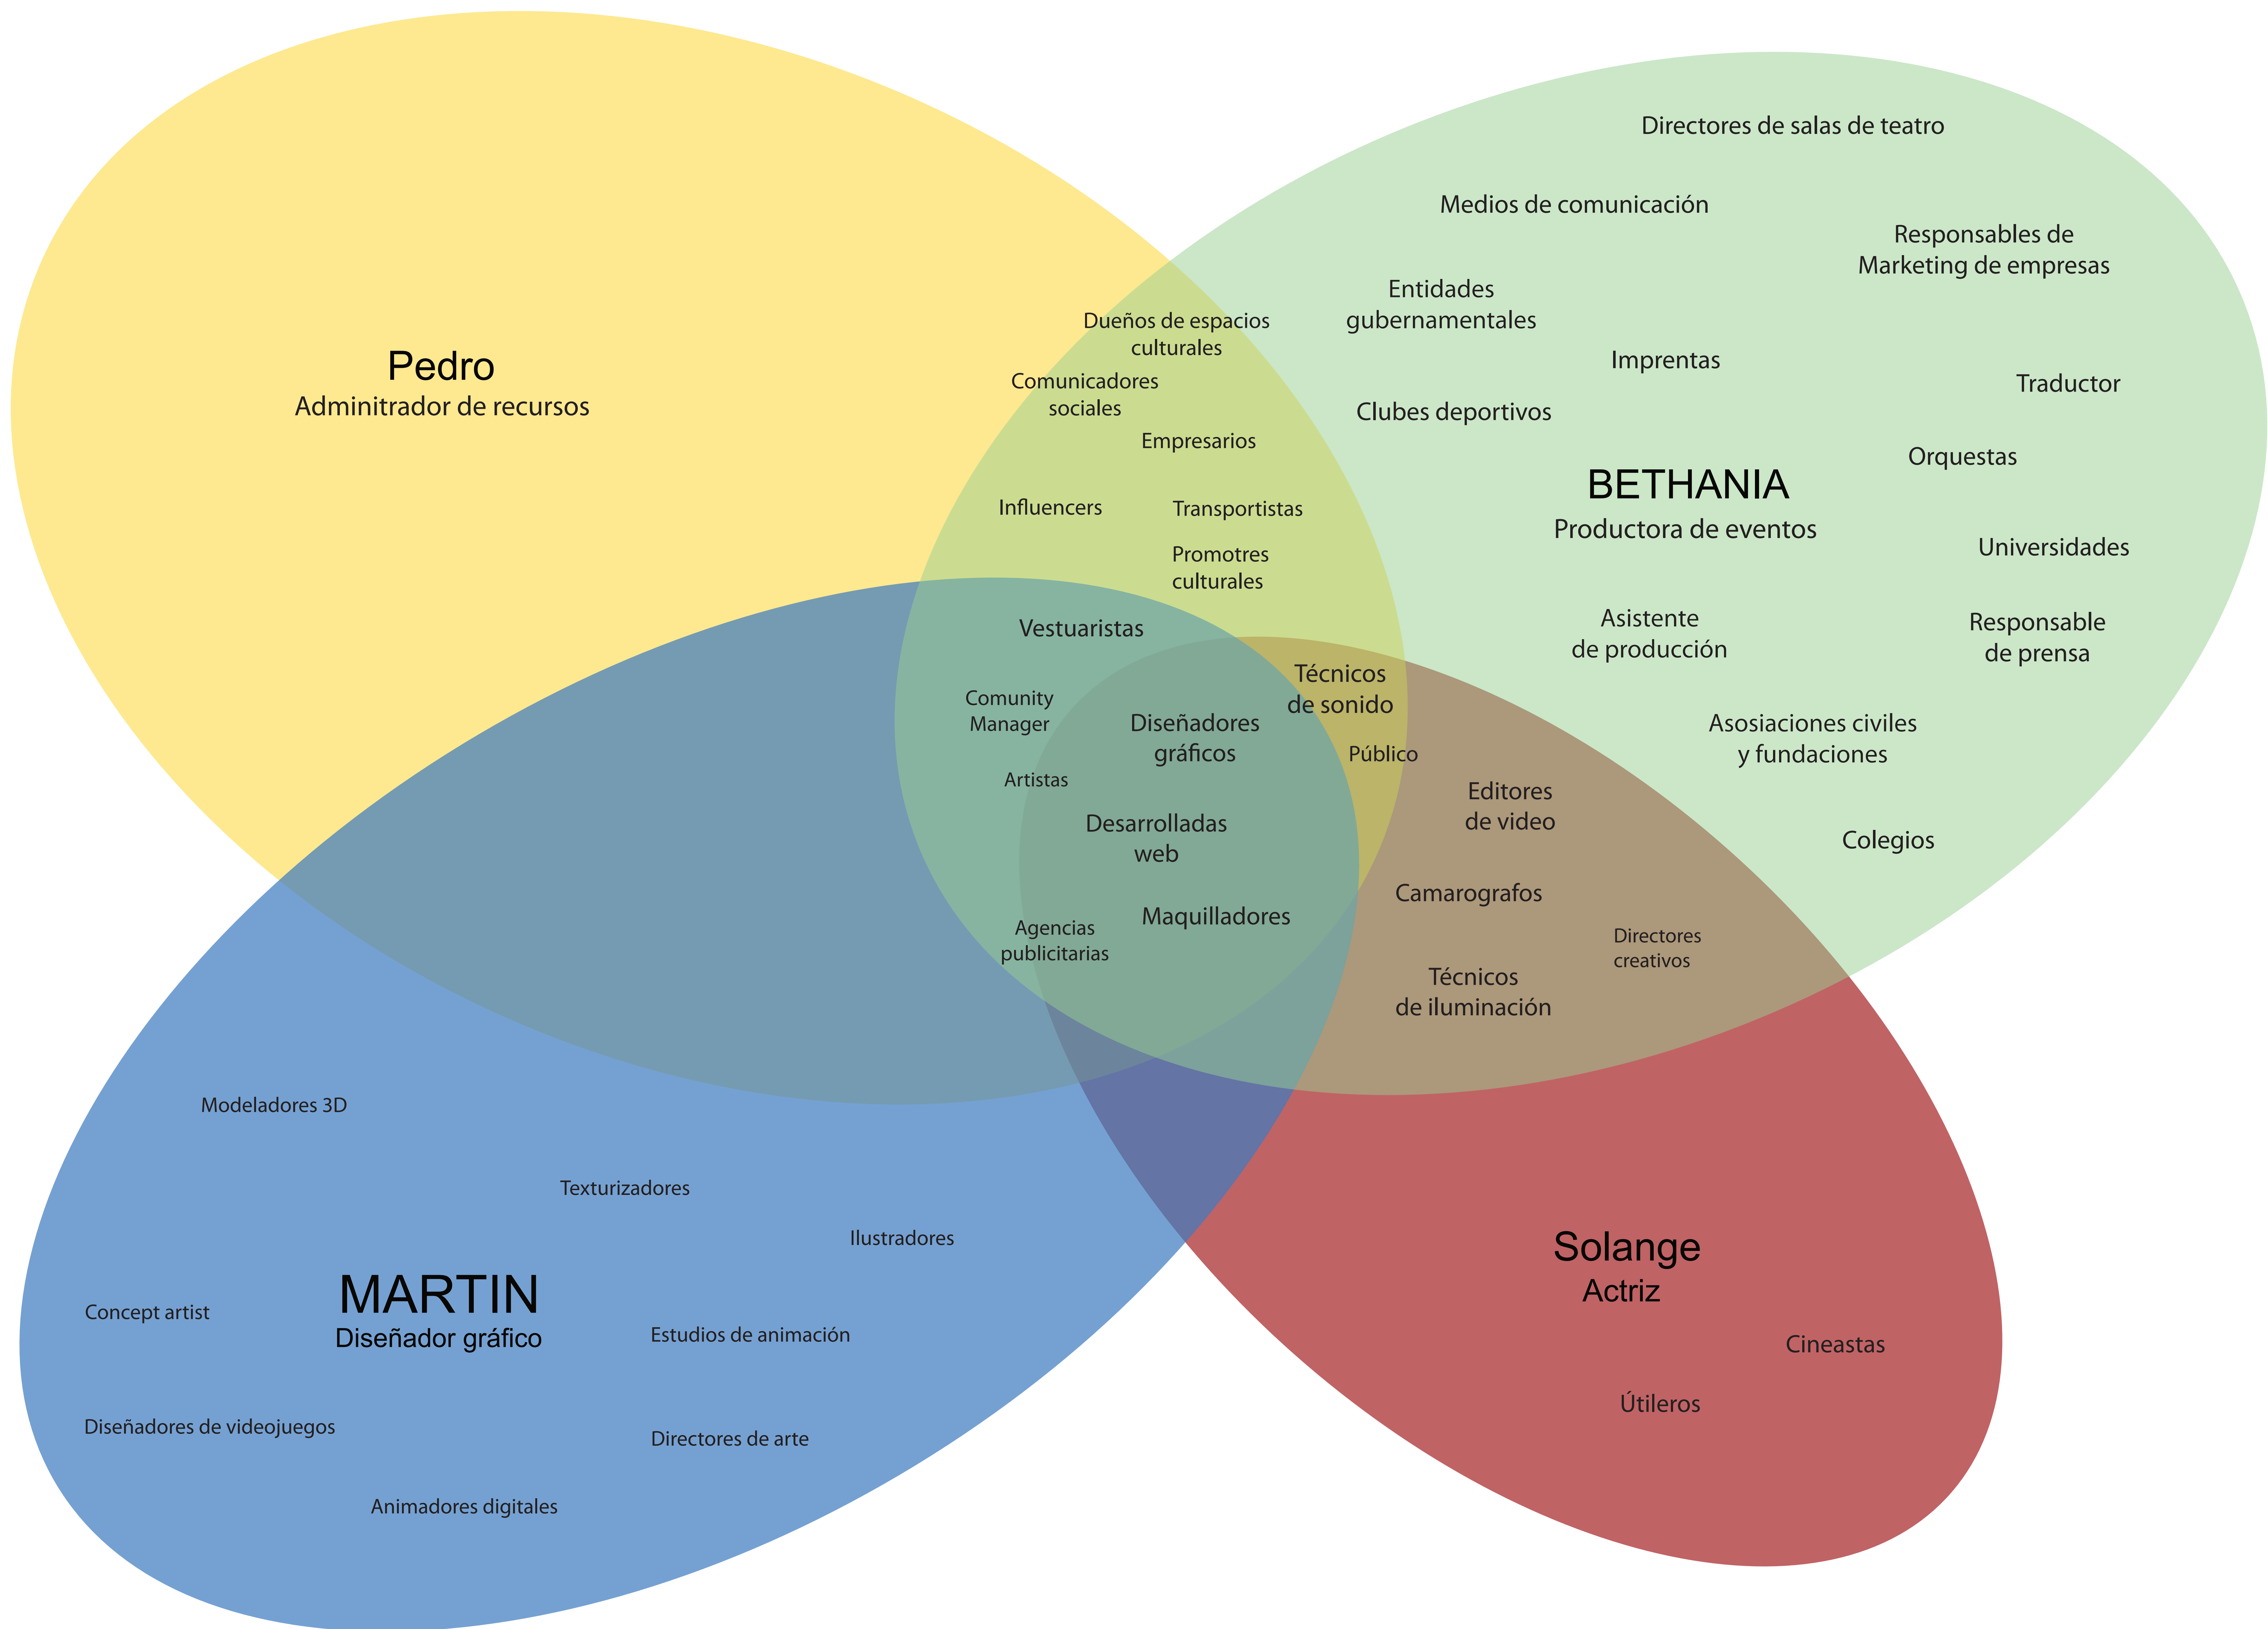 Pedro
Adminitrador de recursos
Dueños de espacios
culturales
Comunicadores
sociales
Empresarios
Influencers
Transportistas
Promotres
culturales
Directores de salas de teatro
Medios de comunicación
Responsables de
Marketing de empresas
Entidades
gubernamentales
Imprentas
Traductor
Clubes deportivos
Orquestas
BETHANIA
Productora de eventos
Universidades
Asistente
de producción
Responsable
de prensa
Asosiaciones civiles
y fundaciones
Colegios
Vestuaristas
Comunity
Manager
Artistas
Agencias
publicitarias
Diseñadores
gráficos
Desarrolladas
web
Maquilladores
Técnicos
de sonido
Público
Editores
de video
Camarografos
Directores
creativos
Técnicos
de iluminación
Modeladores 3D
Texturizadores
Ilustradores
MARTIN
Diseñador gráfico
Concept artist
Estudios de animación
Diseñadores de videojuegos
Directores de arte
Animadores digitales
Solange
Actriz
Cineastas
Útileros